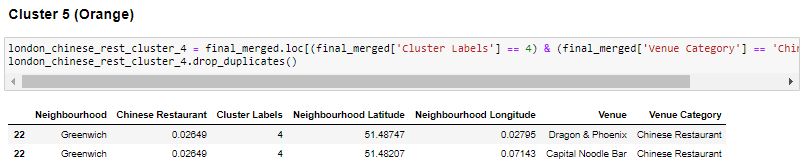 Cluster 5 (Orange)
london_chinese_rest_cluster_4 = final_merged.loc[(final_merged['Cluster Labels'] == 4) & (final_merged['Venue Category'] == 'Chin
london_chinese_rest_cluster_4.drop_duplicates()
Neighbourhood Chinese Restaurant Cluster Labels Neighbourhood Latitude Neighbourhood Longitude Venue Venue Category
22 Greenwich 0.02649 4 51.48747 0.02795 Dragon & Phoenix Chinese Restaurant
22 Greenwich 0.02649 4 51.48207 0.07143 Capital Noodle Bar Chinese Restaurant